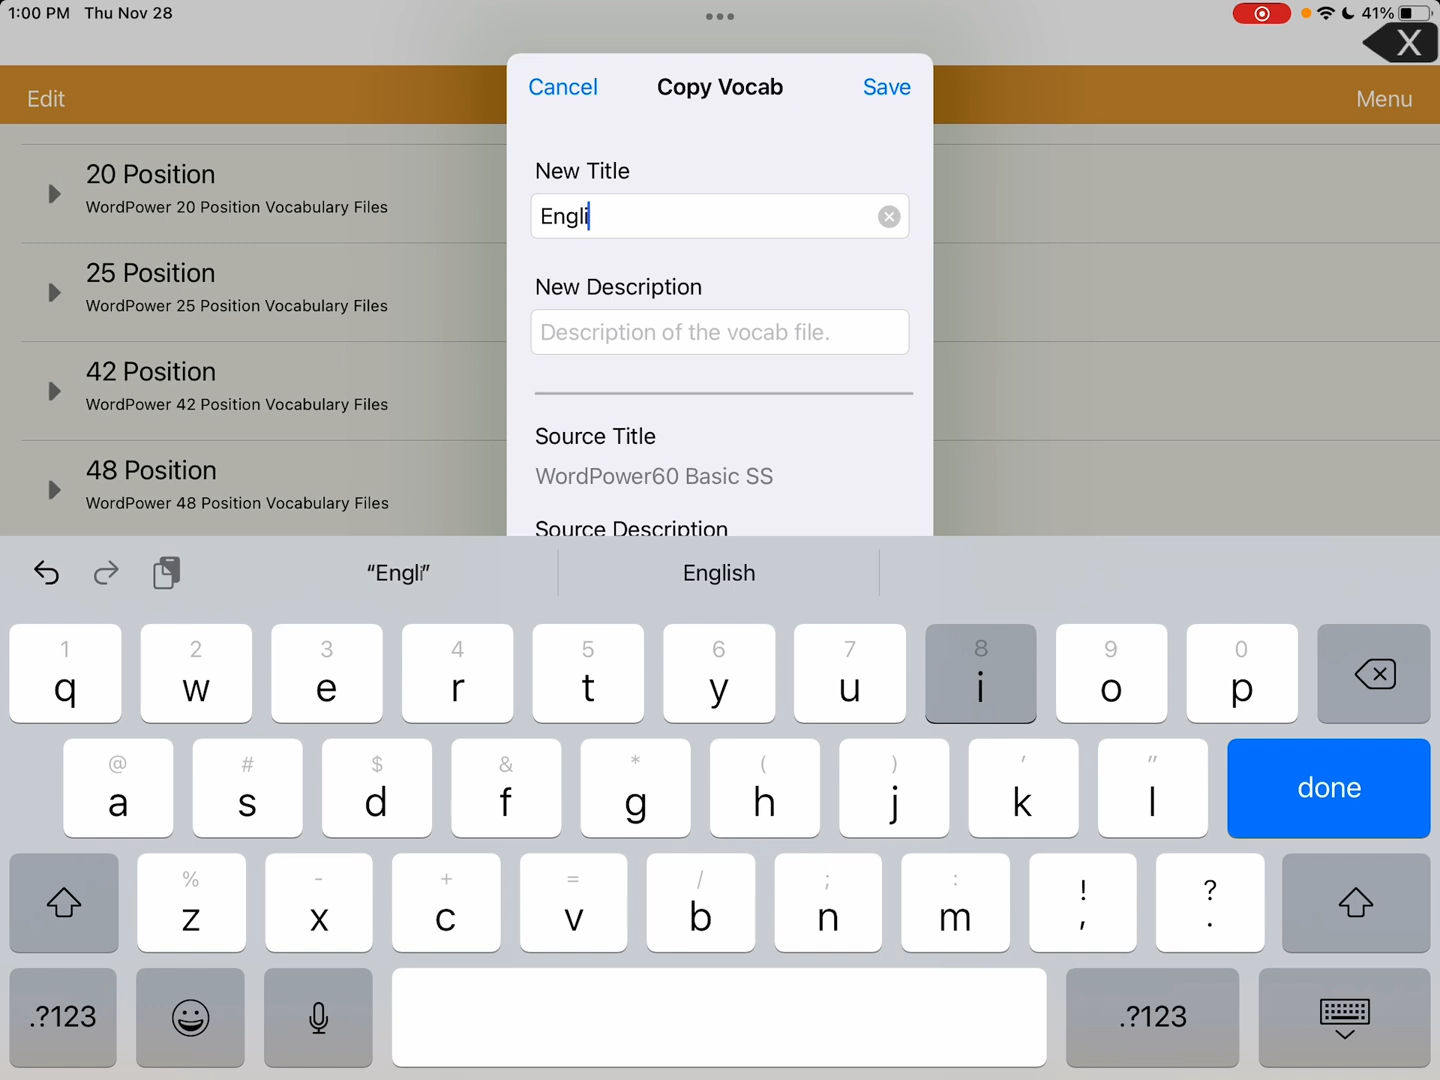 1:00 PM Thu Nov 28
41%
X
Edit
Menu
Cancel
Copy Vocab
Save
New Title
Engli
New Description
Description of the vocab file.
Source Title
WordPower60 Basic SS
Source Description
20 Position
WordPower 20 Position Vocabulary Files
25 Position
WordPower 25 Position Vocabulary Files
42 Position
WordPower 42 Position Vocabulary Files
48 Position
WordPower 48 Position Vocabulary Files
“Engli” English
1 2 3 4 5 6 7 8 9 0
q w e r t y u i o p
@ # $ & * ( ) ' "
a s d f g h j k l done
% - + = / ; : ! ?
z x c v b n m , .
.?123 .?123